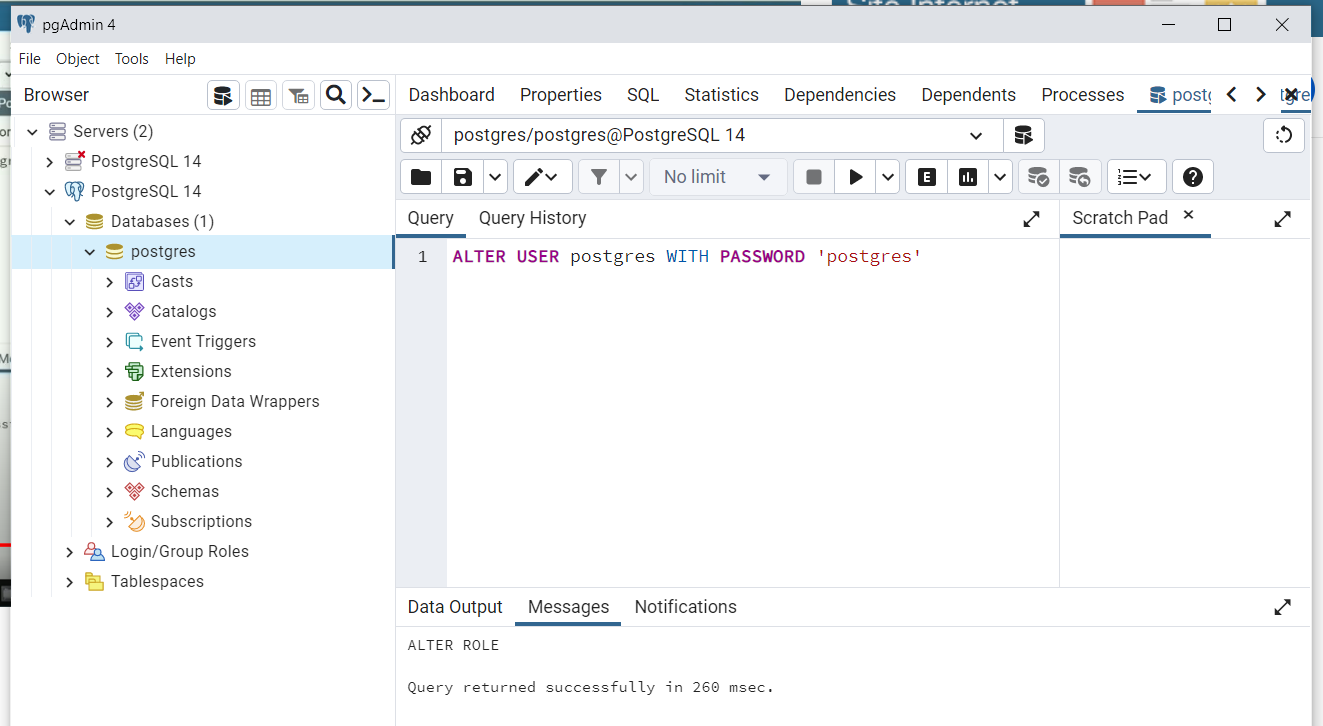 Site Internet
pgAdmin 4
File Object Tools Help
Browser
Dashboard Properties SQL Statistics Dependencies Dependents Processes
Servers (2)
PostgreSQL 14
PostgreSQL 14
Databases (1)
postgres
Casts
Catalogs
Event Triggers
Extensions
Foreign Data Wrappers
Languages
Publications
Schemas
Subscriptions
Login/Group Roles
Tablespaces
postgres/postgres@PostgreSQL 14
No limit
E
Query Query History
Scratch Pad
1 ALTER USER postgres WITH PASSWORD 'postgres'
Data Output Messages Notifications
ALTER ROLE
Query returned successfully in 260 msec.